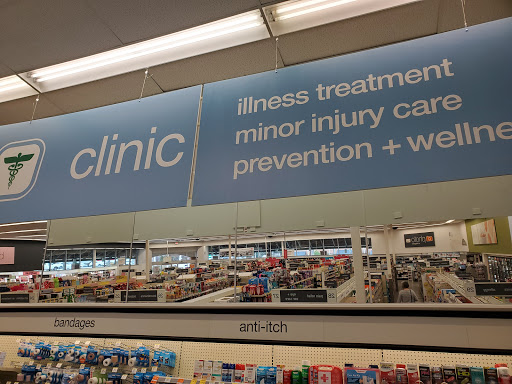 clinic
illness treatment
minor injury care
prevention + wellne
bandages
anti-itch